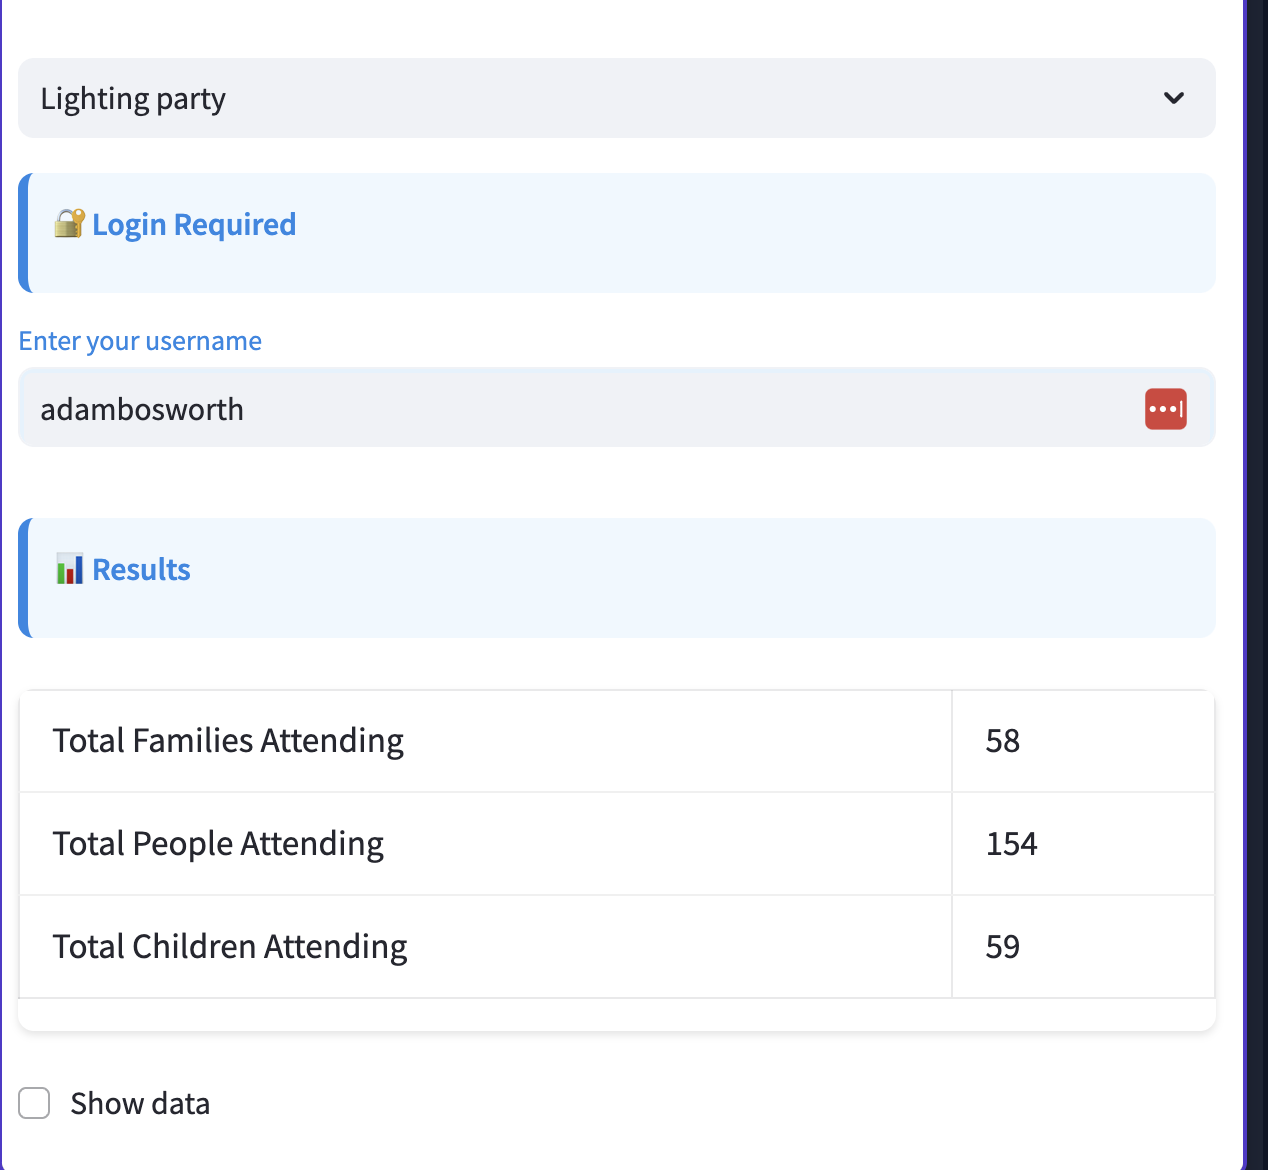 Lighting party
Login Required
Enter your username
adambosworth
Results
Total Families Attending 58
Total People Attending 154
Total Children Attending 59
Show data